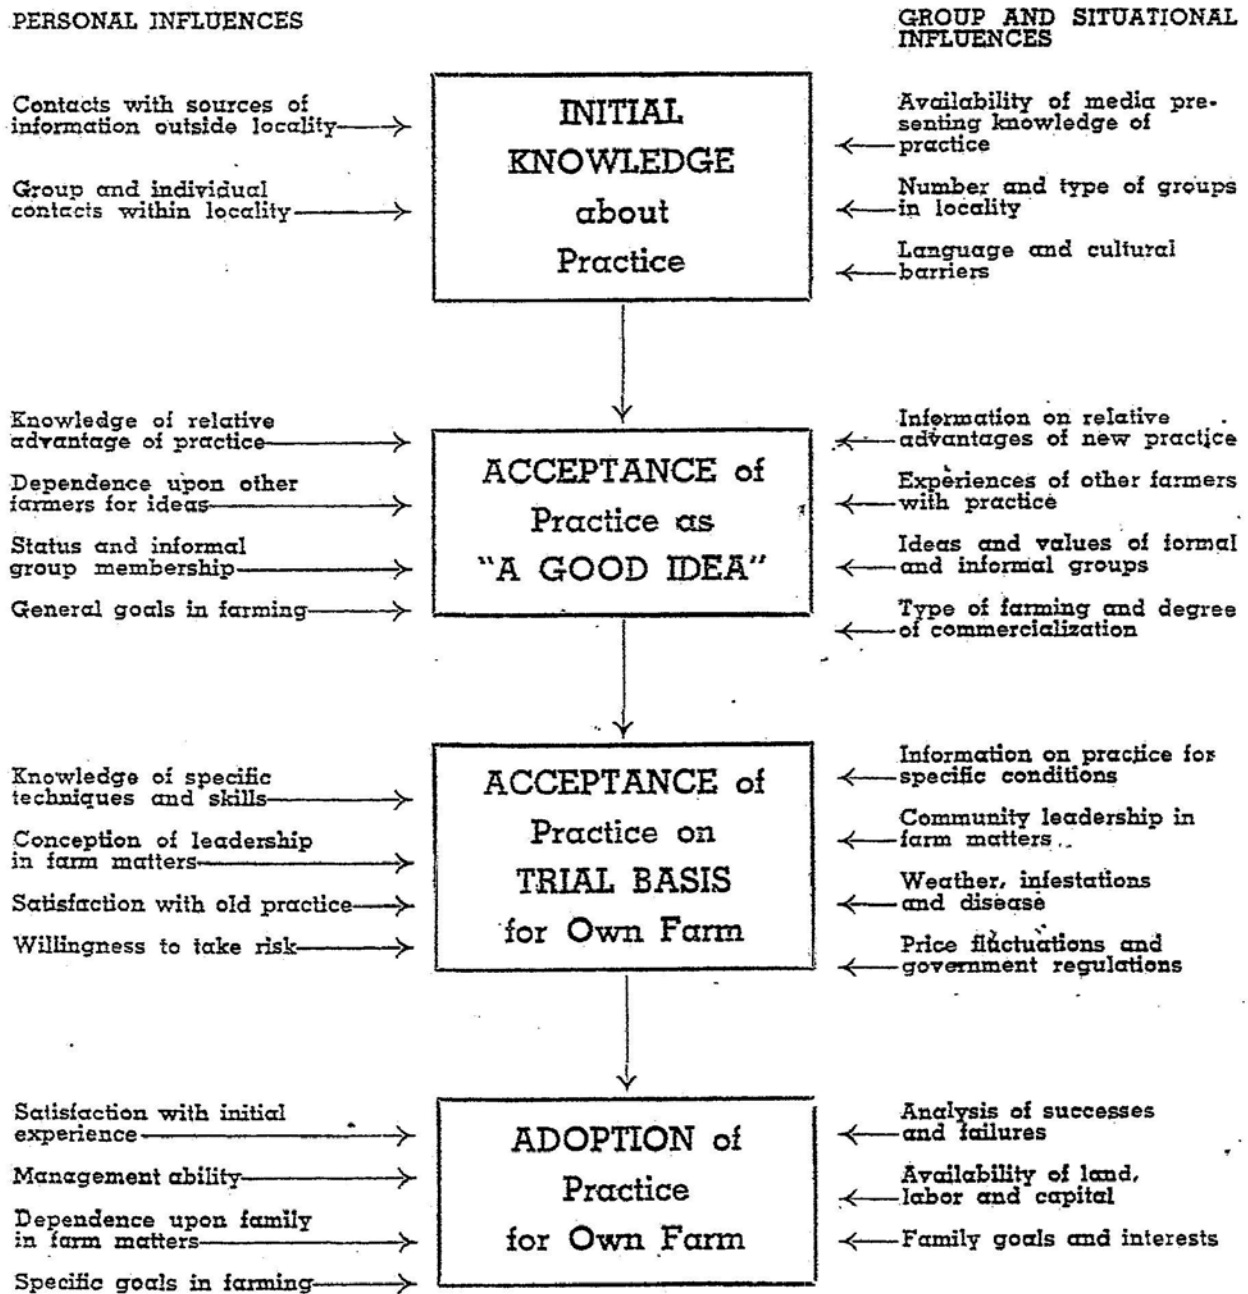 PERSONAL INFLUENCES
GROUP AND SITUATIONAL
INFLUENCES
Contacts with sources of
information outside locality
Group and individual
contacts within locality
INITIAL
KNOWLEDGE
about
Practice
Availability of media pre-
senting knowledge of
practice
Number and type of groups
in locality
Language and cultural
barriers
Knowledge of relative
advantage of practice
Dependence upon other
farmers for ideas
Status and informal
group membership
General goals in farming
ACCEPTANCE of
Practice as
"A GOOD IDEA"
Information on relative
advantages of new practice
Experiences of other farmers
with practice
Ideas and values of formal
and informal groups
Type of farming and degree
of commercialization
Knowledge of specific
techniques and skills
Conception of leadership
in farm matters
Satisfaction with old practice
Willingness to take risk
ACCEPTANCE of
Practice on
TRIAL BASIS
for Own Farm
Information on practice for
specific conditions
Community leadership in
farm matters
Weather, infestations
and disease
Price fluctuations and
government regulations
Satisfaction with initial
experience
Management ability
Dependence upon family
in farm matters
Specific goals in farming
ADOPTION of
Practice
for Own Farm
Analysis of successes
and failures
Availability of land,
labor and capital
Family goals and interests